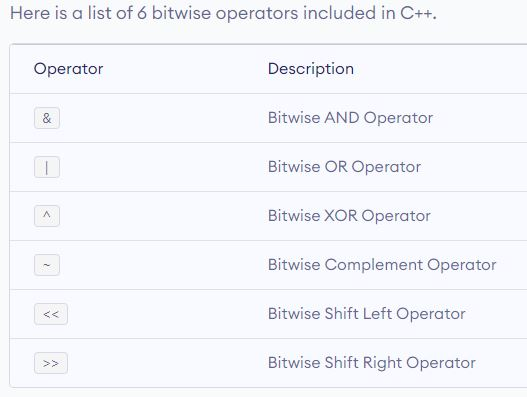 Here is a list of 6 bitwise operators included in C++.
Operator Description
& Bitwise AND Operator
| Bitwise OR Operator
^ Bitwise XOR Operator
~ Bitwise Complement Operator
<< Bitwise Shift Left Operator
>> Bitwise Shift Right Operator